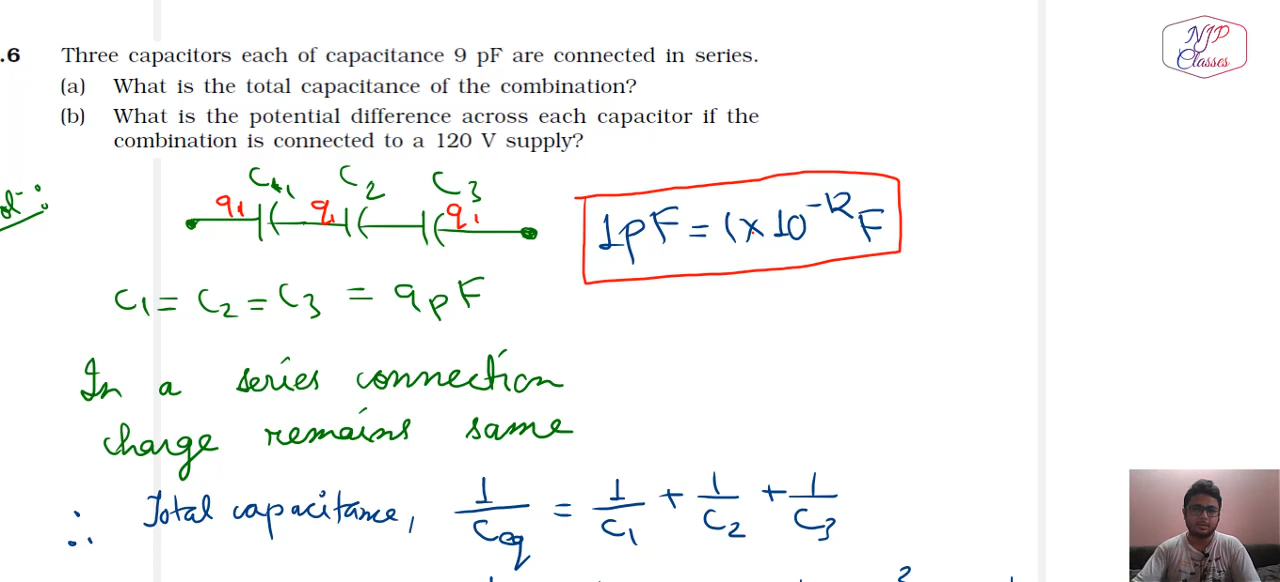 .6 Three capacitors each of capacitance 9 pF are connected in series.
(a) What is the total capacitance of the combination?
(b) What is the potential difference across each capacitor if the
combination is connected to a 120 V supply?
NJP
Classes
C1 C2 C3
q1 q1 q1
1pF = 1×10⁻¹² F
C1 = C2 = C3 = 9pF
In a series connection
charge remains same
∴ Total capacitance, 1/Ceq = 1/C1 + 1/C2 + 1/C3